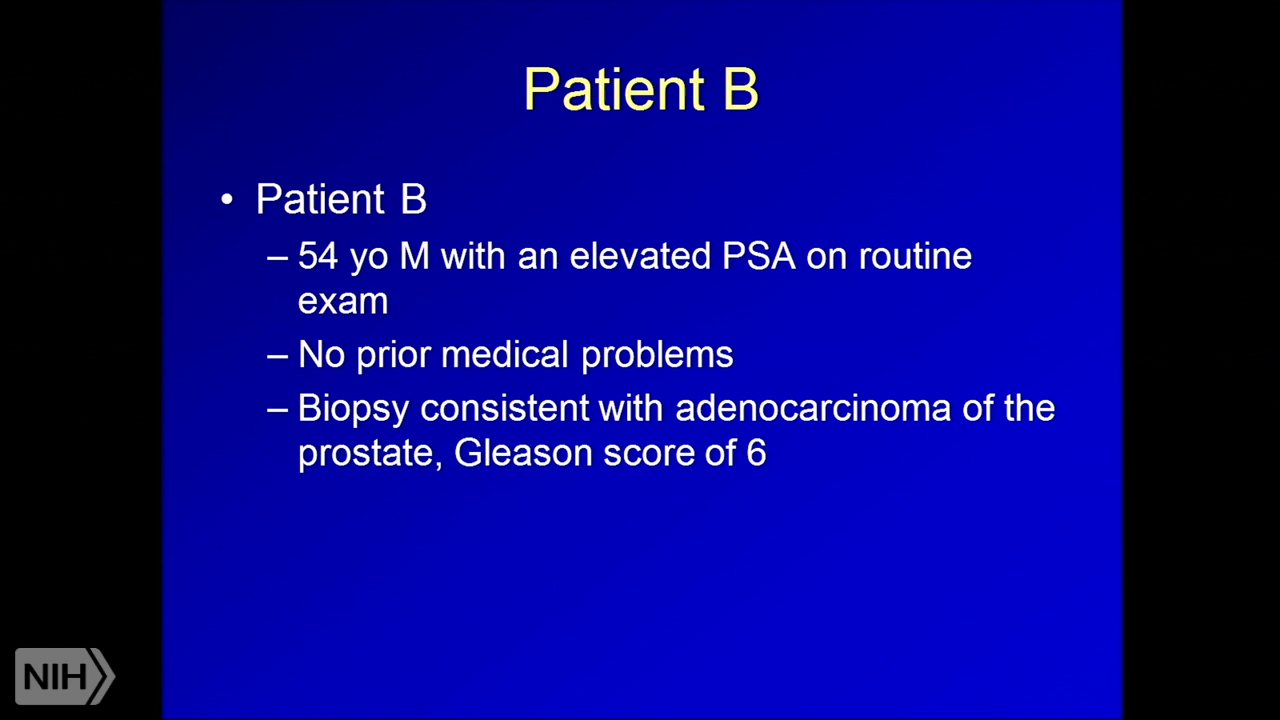 Patient B
• Patient B
– 54 yo M with an elevated PSA on routine
exam
– No prior medical problems
– Biopsy consistent with adenocarcinoma of the
prostate, Gleason score of 6
NIH